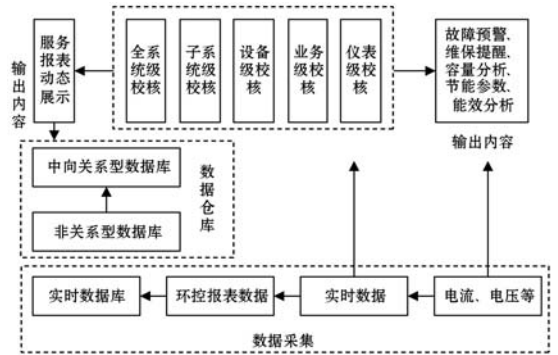 输出内容
服务
报表
动态
展示
全系
统级
校核
子系
统级
校核
设备
级校
核
业务
级校
核
仪表
级校
核
故障预警、
维保提醒、
容量分析、
节能参数、
能效分析
输出内容
中向关系型数据库
非关系型数据库
数据仓库
实时数据库
环控报表数据
实时数据
电流、电压等
数据采集